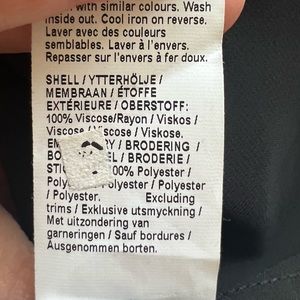 with similar colours. Wash
inside out. Cool iron on reverse.
Laver avec des couleurs
semblables. Laver à l'envers.
Repasser sur l'envers à fer doux.
SHELL / YTTERHÖLJE /
MEMBRAAN / ÉTOFFE
EXTÉRIEURE / OBERSTOFF:
100% Viscose/Rayon / Viskos /
Viscose / Viscose / Viskose.
/ BRODERING /
/ BRODERIE /
100% Polyester /
/ Polyester
/ Polyester. Excluding
trims / Exklusive utsmyckning /
Met uitzondering van
garneringen / Sauf bordures /
Ausgenommen borten.